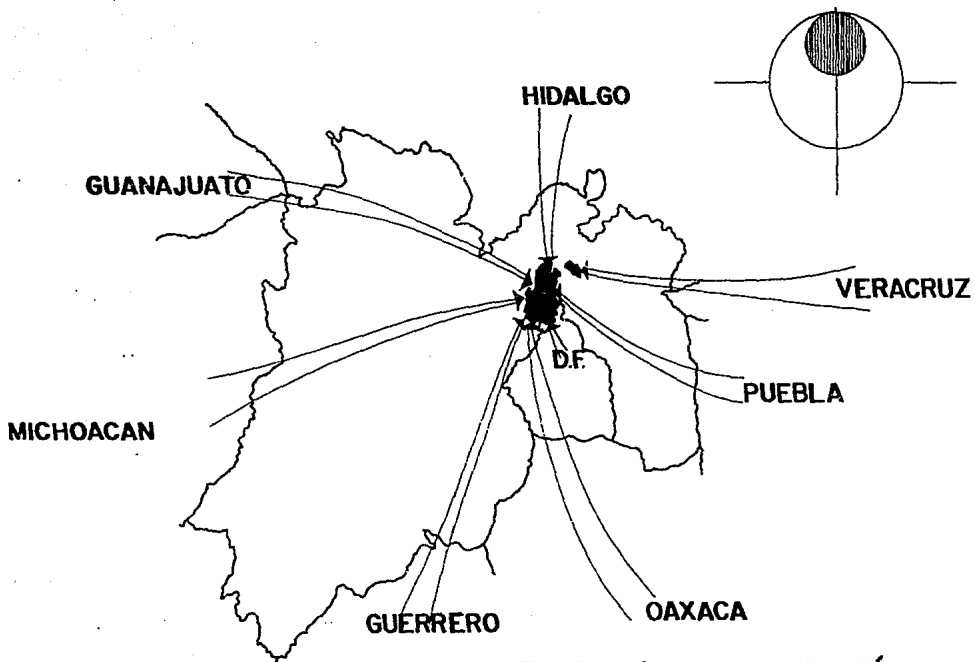 HIDALGO
GUANAJUATO
VERACRUZ
D.F.
PUEBLA
MICHOACAN
GUERRERO
OAXACA